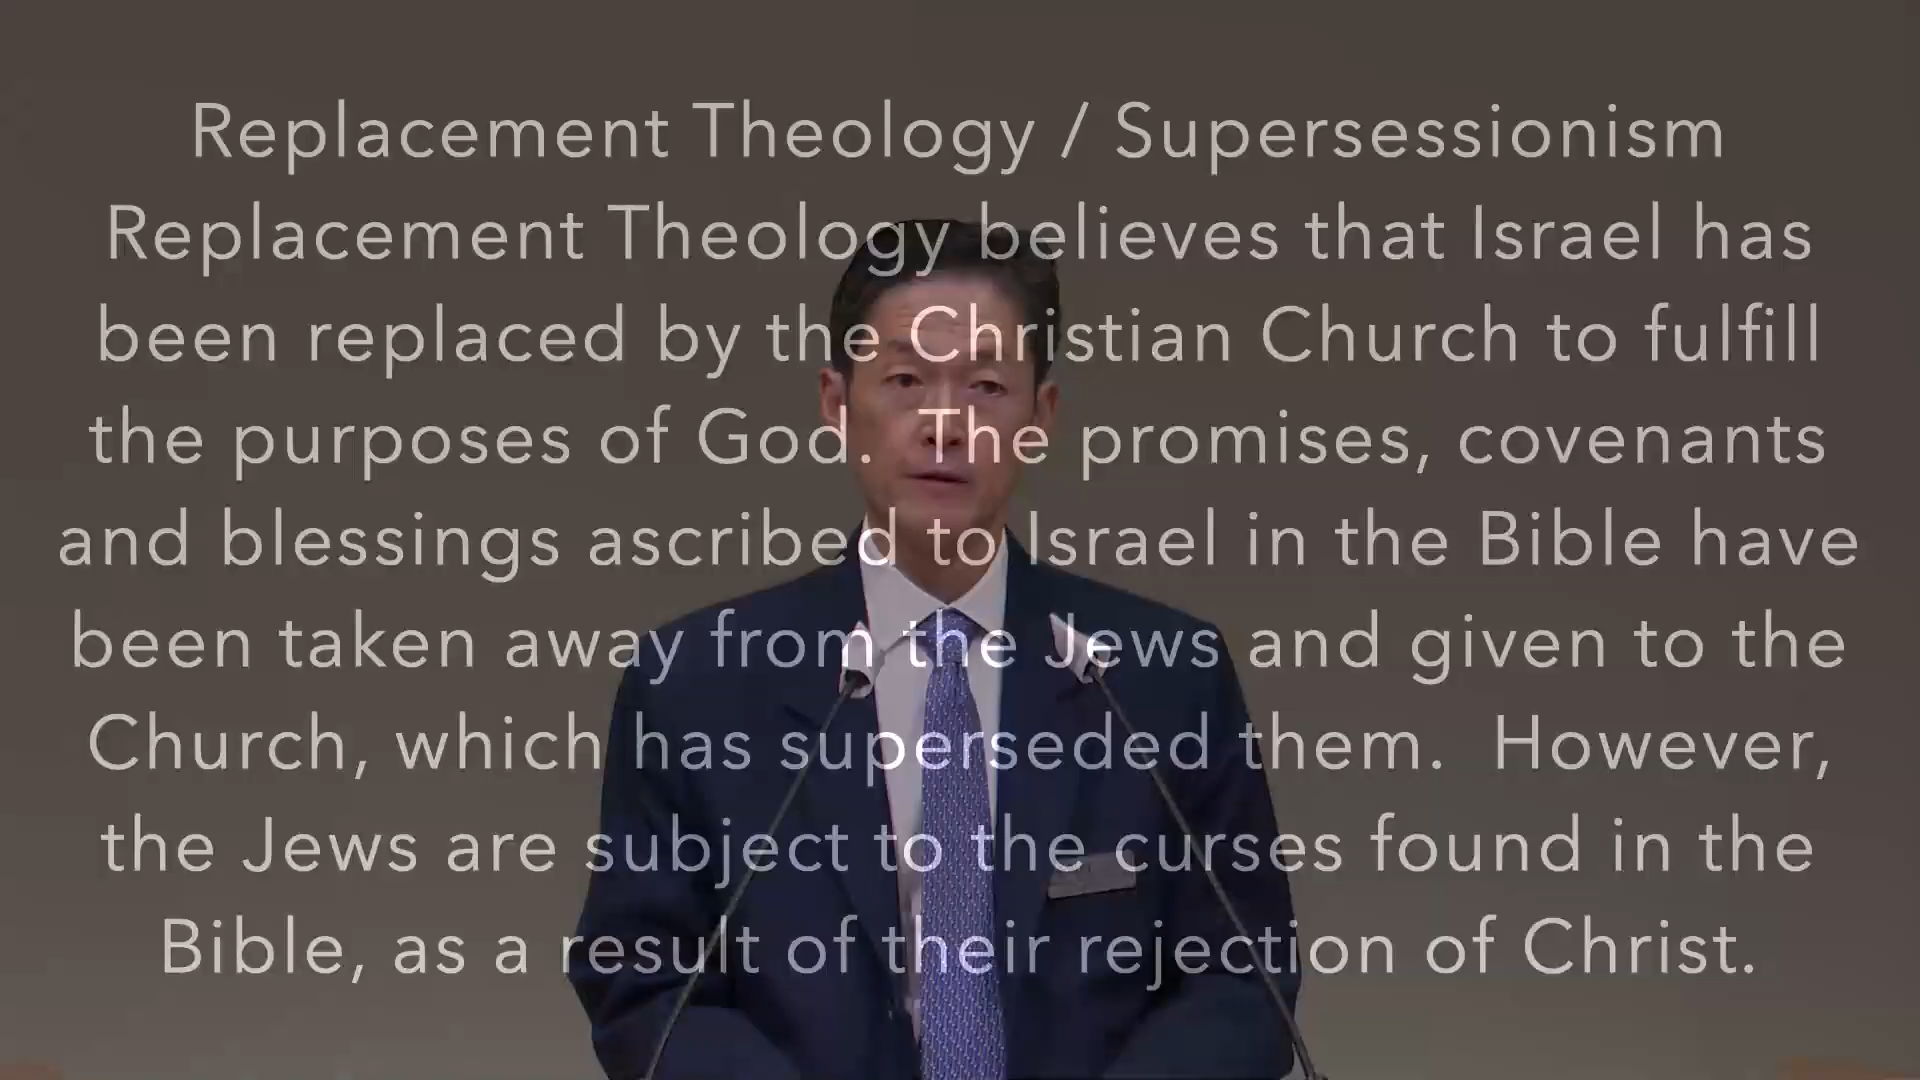 Replacement Theology / Supersessionism
Replacement Theology believes that Israel has
been replaced by the Christian Church to fulfill
the purposes of God.  The promises, covenants
and blessings ascribed to Israel in the Bible have
been taken away from the Jews and given to the
Church, which has superseded them.  However,
the Jews are subject to the curses found in the
Bible, as a result of their rejection of Christ.